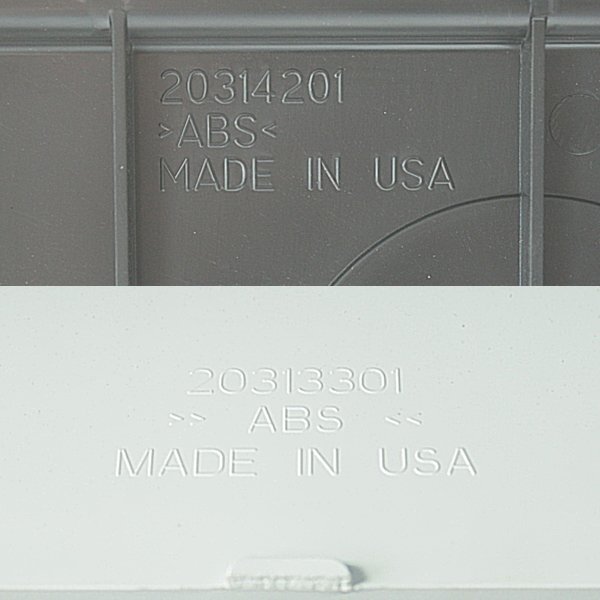 20314201
>ABS<
MADE IN USA
20313301
>> ABS <<
MADE IN USA